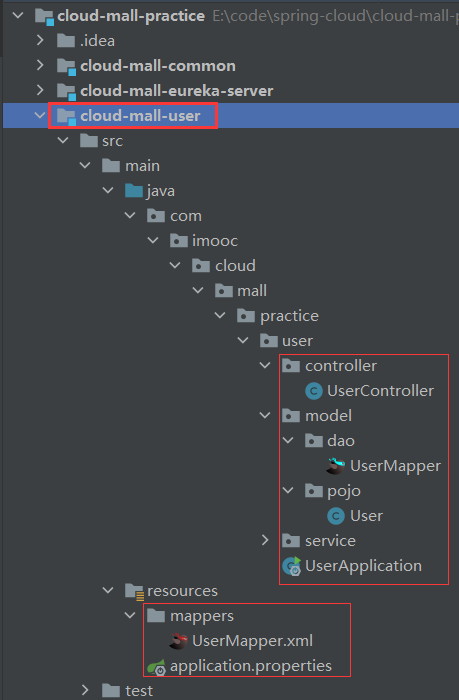 cloud-mall-practice E:\code\spring-cloud\cloud-mall-p
.idea
cloud-mall-common
cloud-mall-eureka-server
cloud-mall-user
src
main
java
com
imooc
cloud
mall
practice
user
controller
UserController
model
dao
UserMapper
pojo
User
service
UserApplication
resources
mappers
UserMapper.xml
application.properties
test